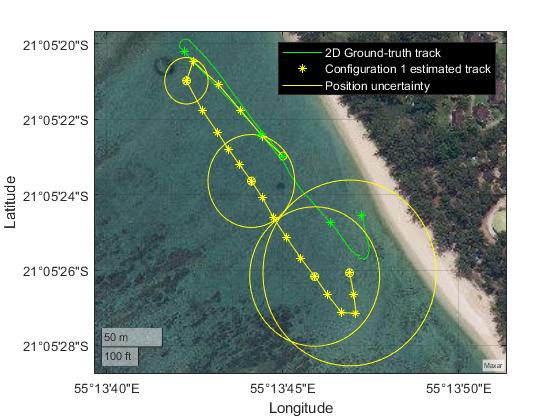 2D Ground-truth track
Configuration 1 estimated track
Position uncertainty
21°05'20"S
21°05'22"S
21°05'24"S
21°05'26"S
21°05'28"S
Latitude
50 m
100 ft
Maxar
55°13'40"E
55°13'45"E
55°13'50"E
Longitude